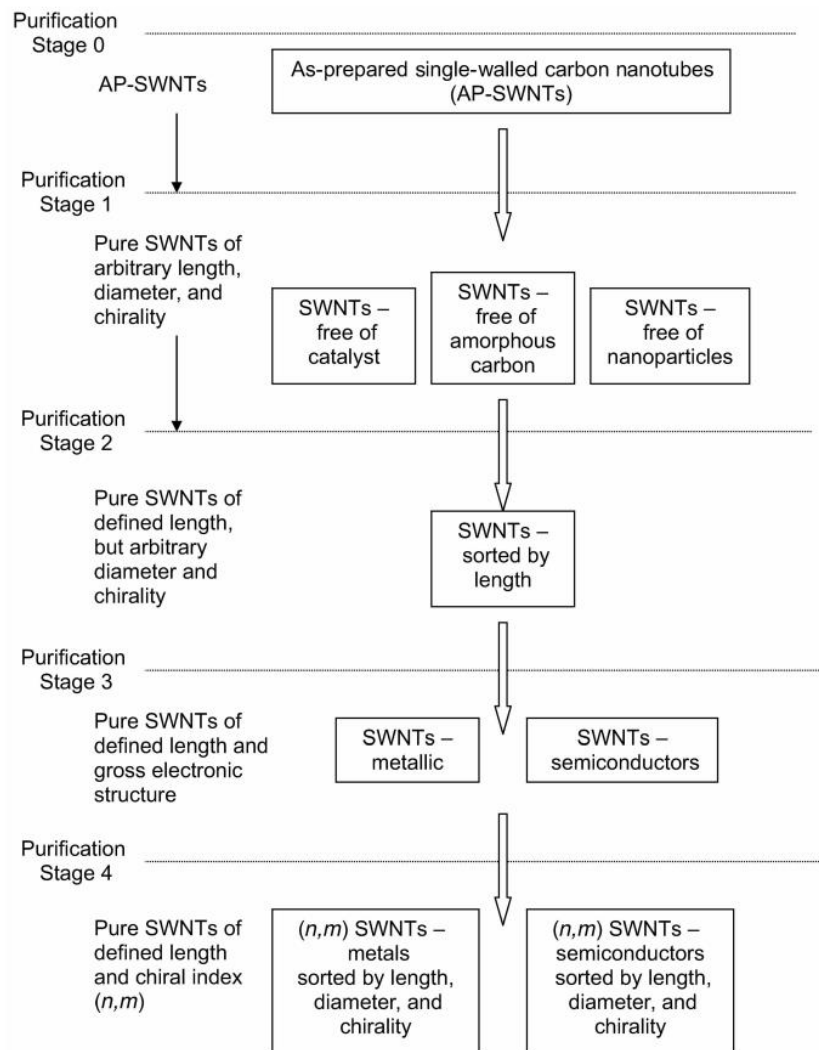 Purification
Stage 0
AP-SWNTs
As-prepared single-walled carbon nanotubes
(AP-SWNTs)
Purification
Stage 1
Pure SWNTs of
arbitrary length,
diameter, and
chirality
SWNTs –
free of
catalyst
SWNTs –
free of
amorphous
carbon
SWNTs –
free of
nanoparticles
Purification
Stage 2
Pure SWNTs of
defined length,
but arbitrary
diameter and
chirality
SWNTs –
sorted by
length
Purification
Stage 3
Pure SWNTs of
defined length and
gross electronic
structure
SWNTs –
metallic
SWNTs –
semiconductors
Purification
Stage 4
Pure SWNTs of
defined length
and chiral index
(n,m)
(n,m) SWNTs –
metals
sorted by length,
diameter, and
chirality
(n,m) SWNTs –
semiconductors
sorted by length,
diameter, and
chirality